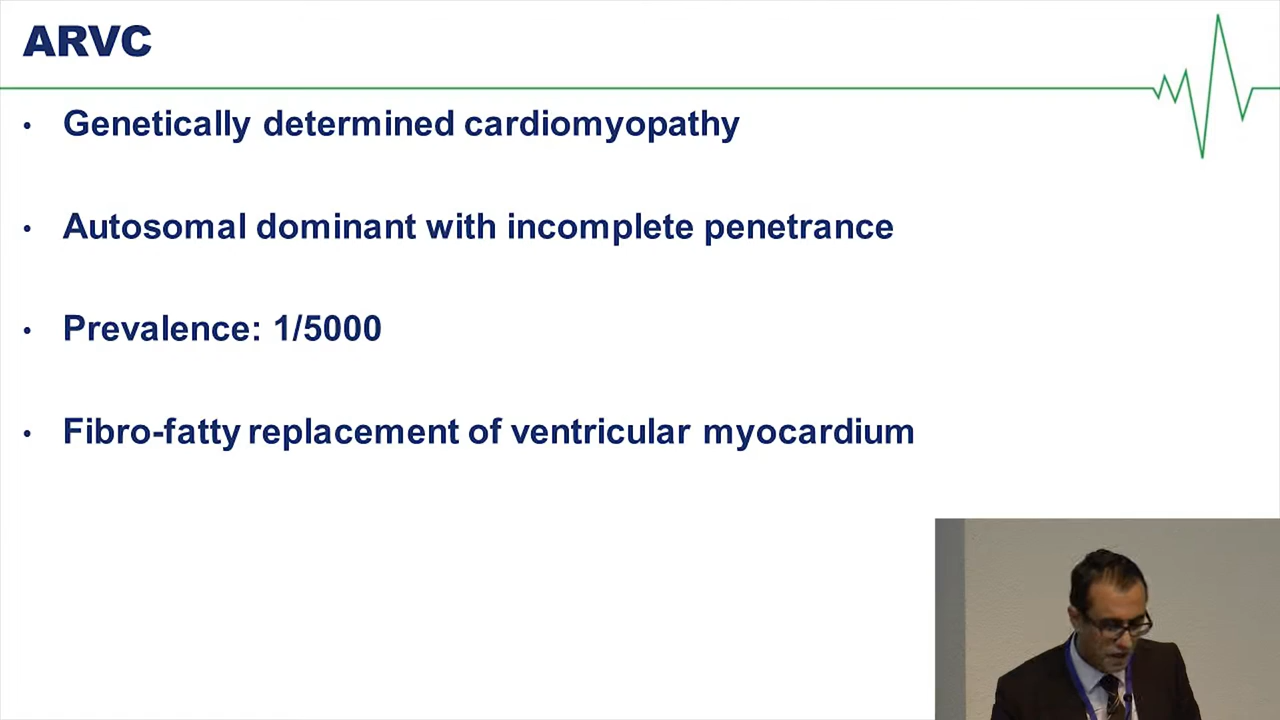 ARVC
• Genetically determined cardiomyopathy
• Autosomal dominant with incomplete penetrance
• Prevalence: 1/5000
• Fibro-fatty replacement of ventricular myocardium